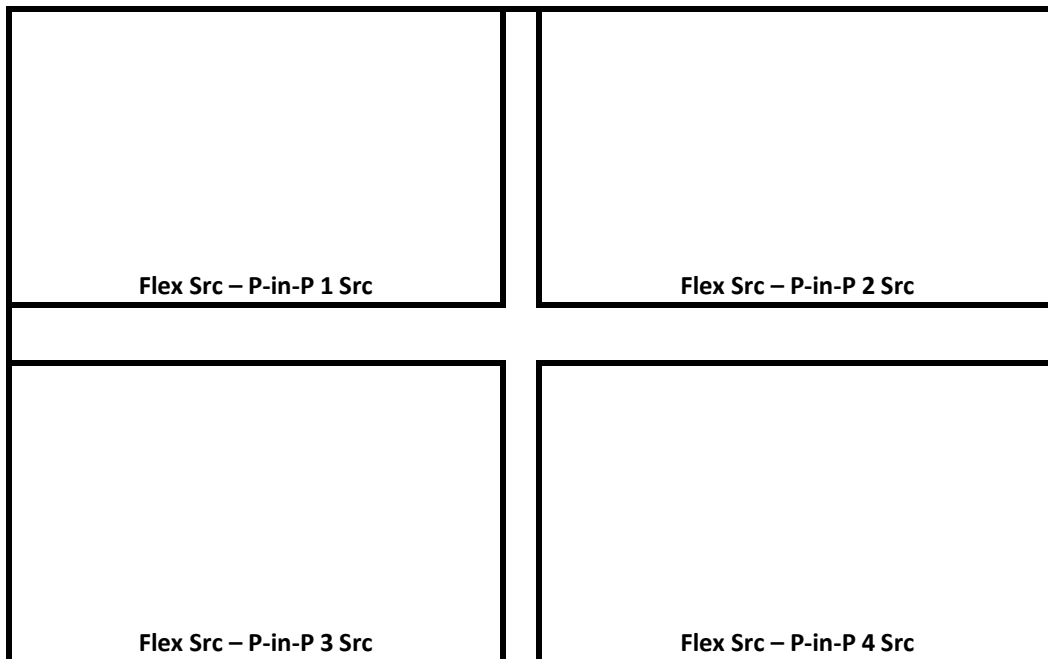 Flex Src – P-in-P 1 Src
Flex Src – P-in-P 2 Src
Flex Src – P-in-P 3 Src
Flex Src – P-in-P 4 Src